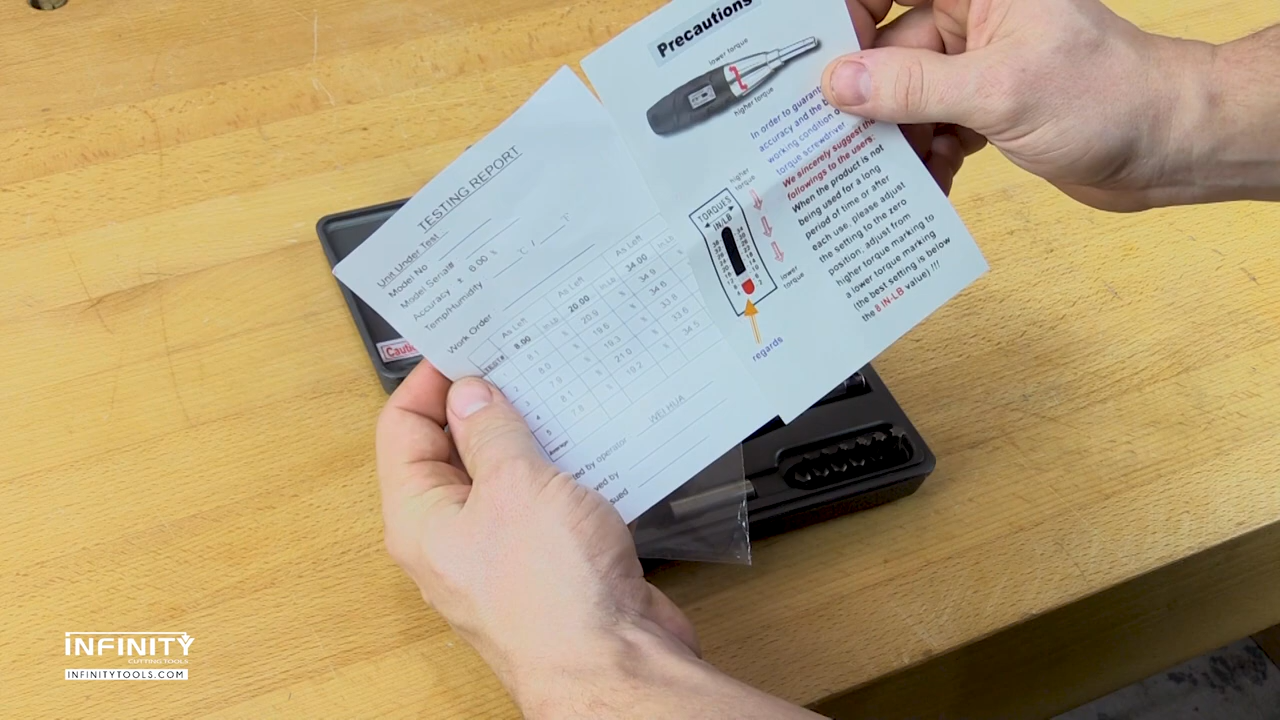 TESTING REPORT
Unit Under Test
Model No
Model Serial#
Accuracy ± 6.00 %
Temp/Humidity °C / °F
Work Order
As Left As Left As Left
TEST# 8.00 in.Lb 20.00 in.Lb 34.00 in.Lb
8.1 % 20.9 % 34.9 %
2 8.0 % 19.6 % 34.6
3 7.9 % 19.3 % 33.8
4 8.1 21.0 33.6
5 7.8 % 19.2 % 34.5
Average
by operator WEI HUA
Precautions
lower torque
higher torque
In order to
accuracy and the
working condition
torque screwdriver
We sincerely suggest the
followings to the users:
When the product is not
being used for a long
period of time or after
each use, please adjust
the setting to the zero
position, adjust from
higher torque marking to
a lower torque marking
(the best setting is below
the 8 IN-LB value) !!!
higher
torque
TORQUES
IN/LB
lower
torque
regards
INFINITY
CUTTING TOOLS
INFINITYTOOLS.COM